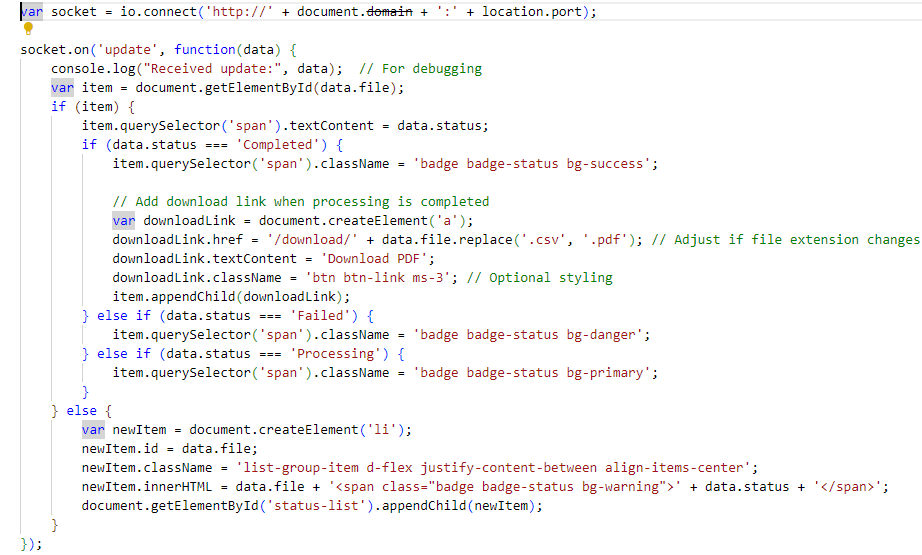 var socket = io.connect('http://' + document.domain + ':' + location.port);

socket.on('update', function(data) {
    console.log("Received update:", data);  // For debugging
    var item = document.getElementById(data.file);
    if (item) {
        item.querySelector('span').textContent = data.status;
        if (data.status === 'Completed') {
            item.querySelector('span').className = 'badge badge-status bg-success';

            // Add download link when processing is completed
            var downloadLink = document.createElement('a');
            downloadLink.href = '/download/' + data.file.replace('.csv', '.pdf'); // Adjust if file extension changes
            downloadLink.textContent = 'Download PDF';
            downloadLink.className = 'btn btn-link ms-3'; // Optional styling
            item.appendChild(downloadLink);
        } else if (data.status === 'Failed') {
            item.querySelector('span').className = 'badge badge-status bg-danger';
        } else if (data.status === 'Processing') {
            item.querySelector('span').className = 'badge badge-status bg-primary';
        }
    } else {
        var newItem = document.createElement('li');
        newItem.id = data.file;
        newItem.className = 'list-group-item d-flex justify-content-between align-items-center';
        newItem.innerHTML = data.file + '<span class="badge badge-status bg-warning">' + data.status + '</span>';
        document.getElementById('status-list').appendChild(newItem);
    }
});